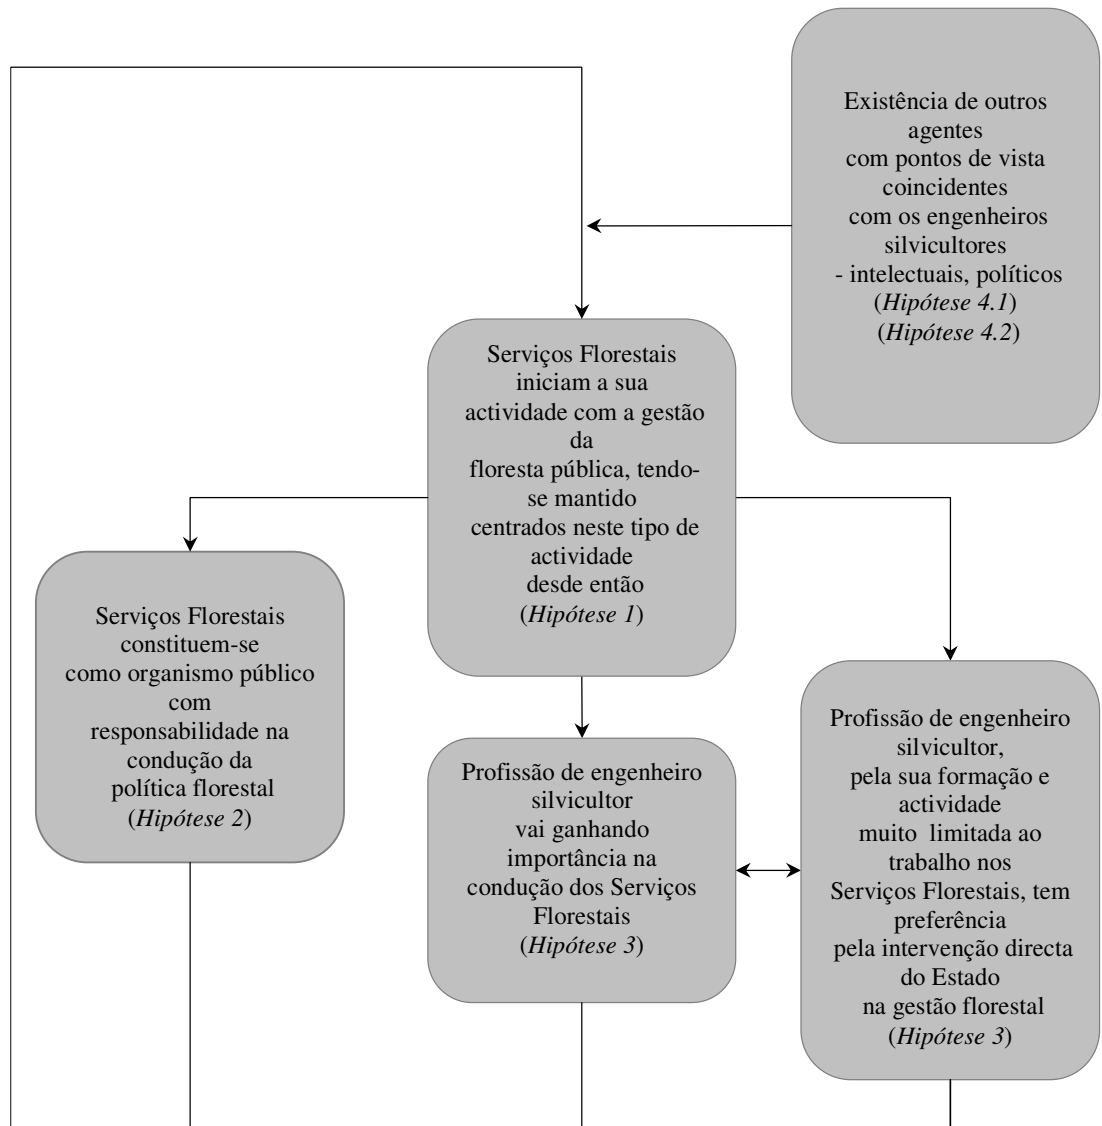 Existência de outros
agentes
com pontos de vista
coincidentes
com os engenheiros
silvicultores
- intelectuais, políticos
(Hipótese 4.1)
(Hipótese 4.2)
Serviços Florestais
iniciam a sua
actividade com a gestão
da
floresta pública, tendo-
se mantido
centrados neste tipo de
actividade
desde então
(Hipótese 1)
Serviços Florestais
constituem-se
como organismo público
com
responsabilidade na
condução da
política florestal
(Hipótese 2)
Profissão de engenheiro
silvicultor
vai ganhando
importância na
condução dos Serviços
Florestais
(Hipótese 3)
Profissão de engenheiro
silvicultor,
pela sua formação e
actividade
muito limitada ao
trabalho nos
Serviços Florestais, tem
preferência
pela intervenção directa
do Estado
na gestão florestal
(Hipótese 3)